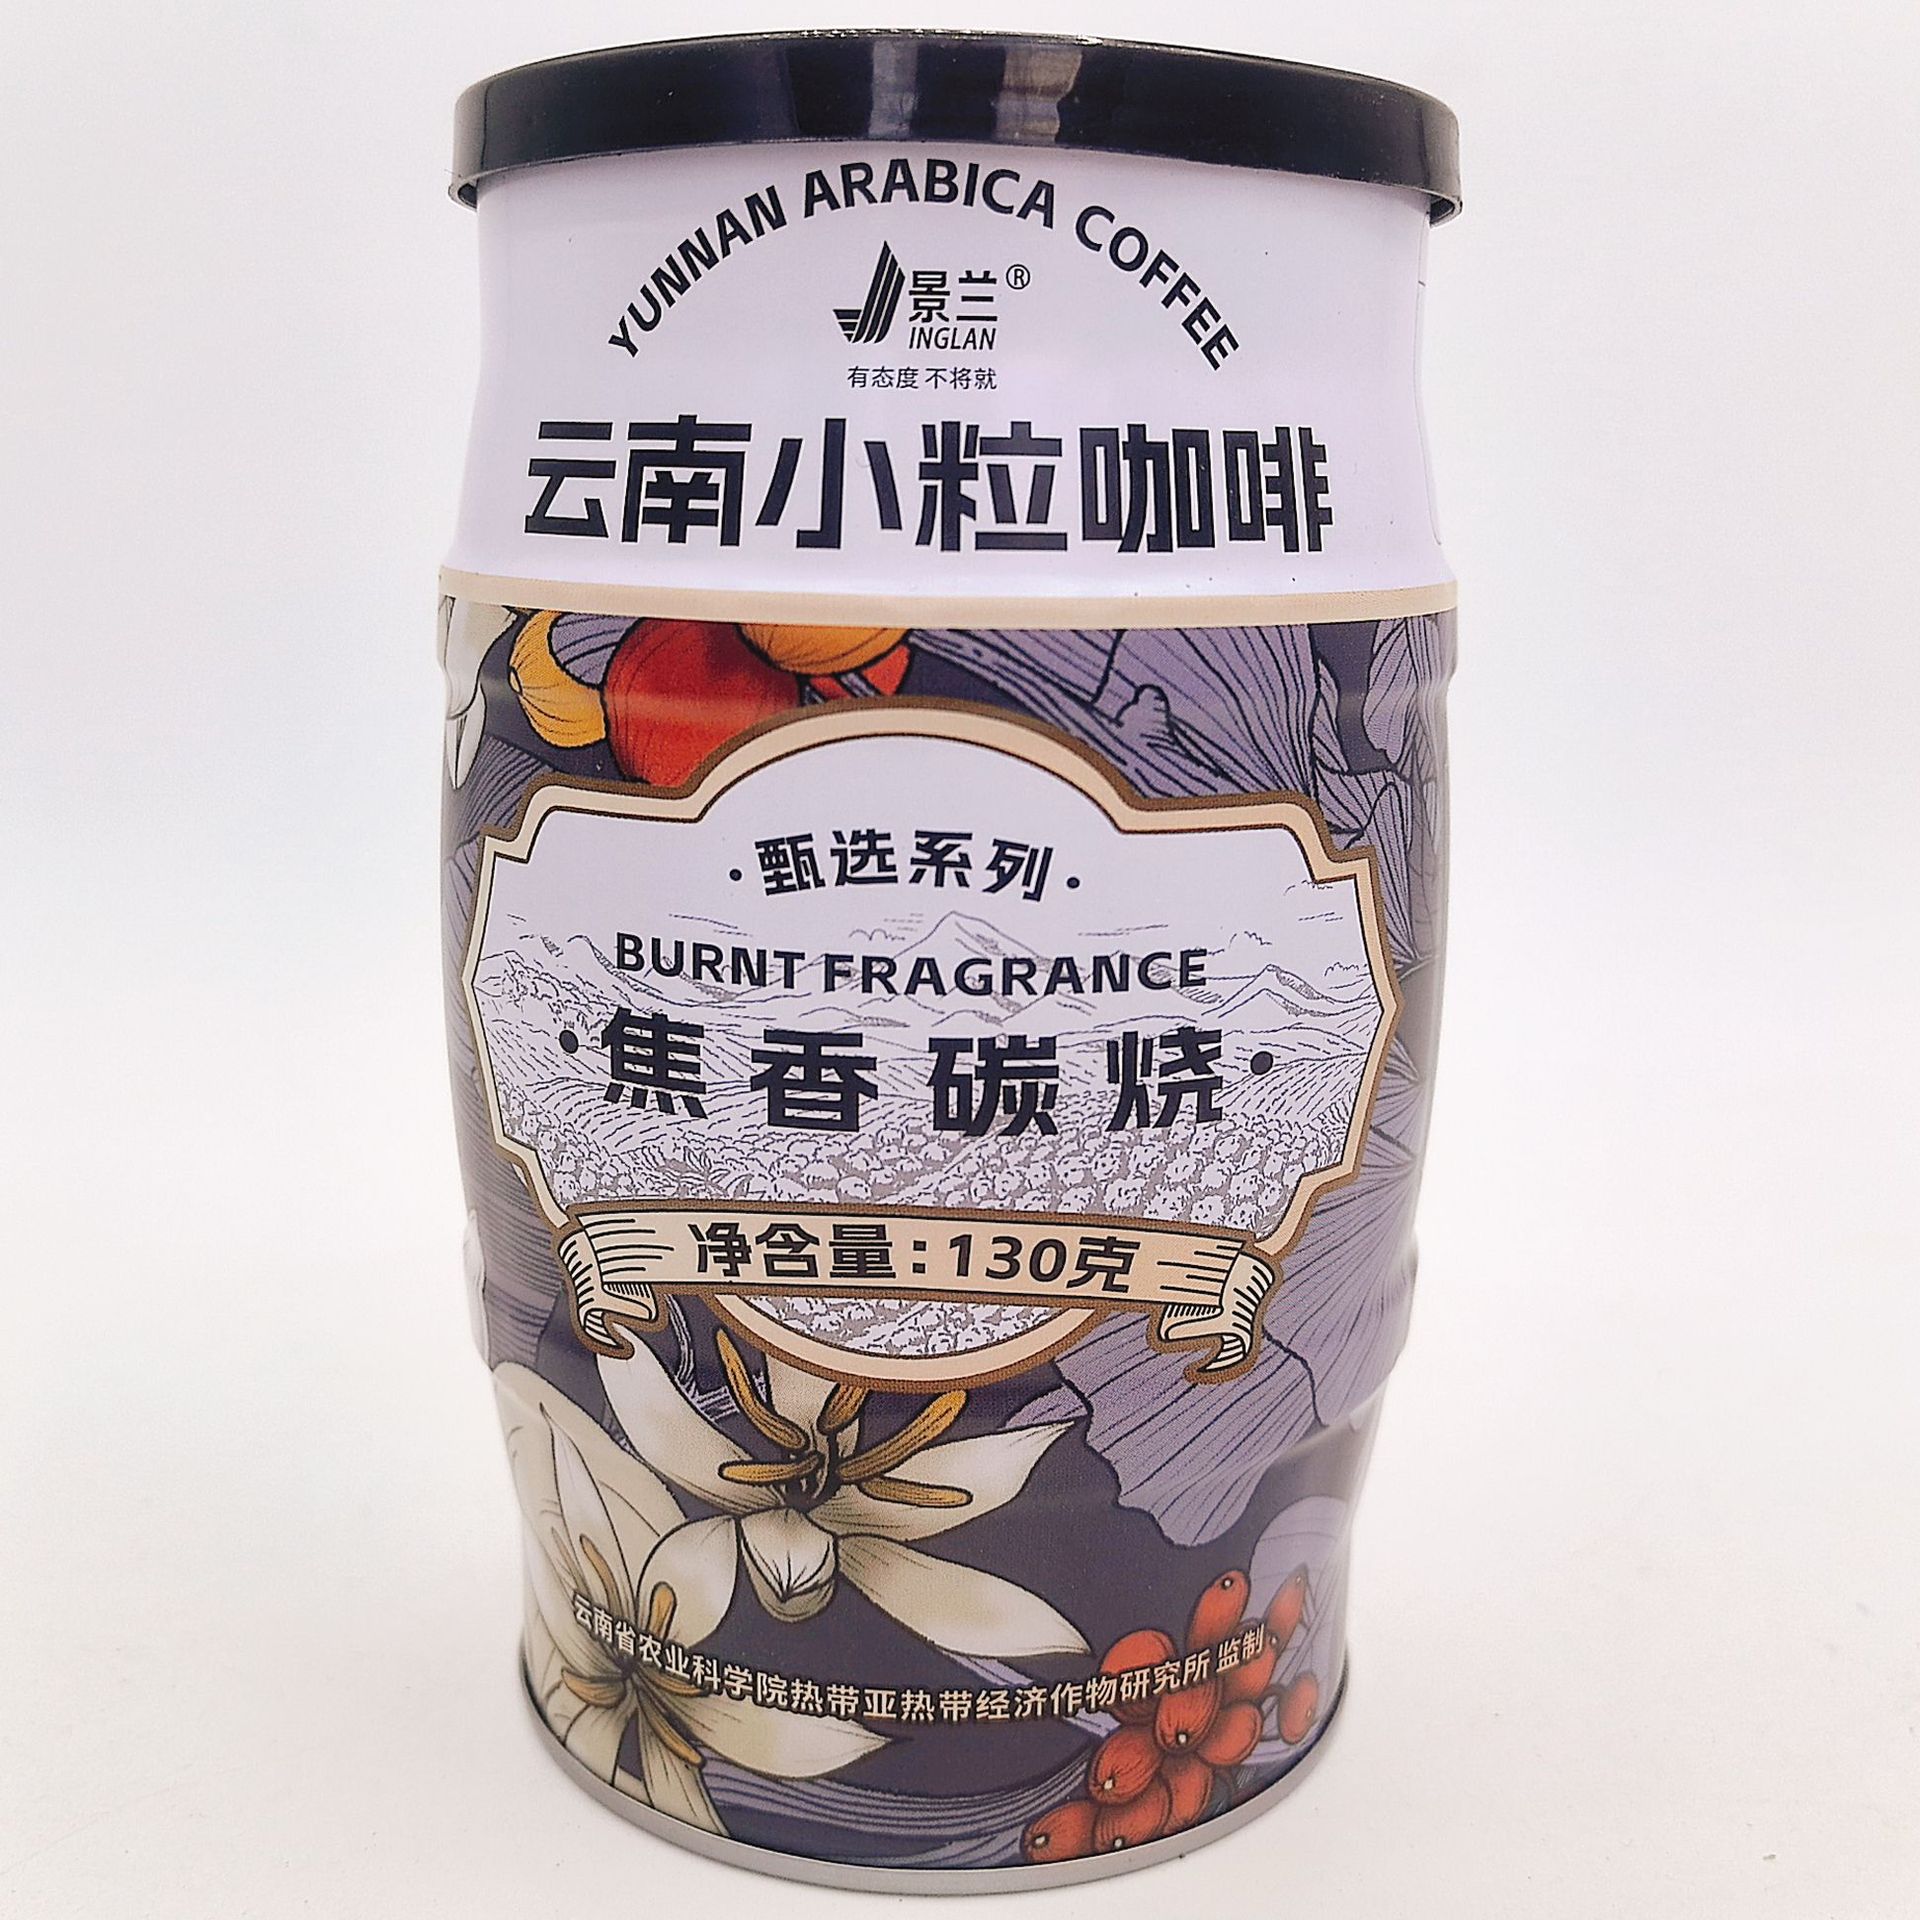 YUNNAN ARABICA COFFEE
景兰®
INGLAN
有态度 不将就
云南小粒咖啡
·甄选系列·
BURNT FRAGRANCE
·焦香碳烧·
净含量:130克
云南省农业科学院热带亚热带经济作物研究所 监制